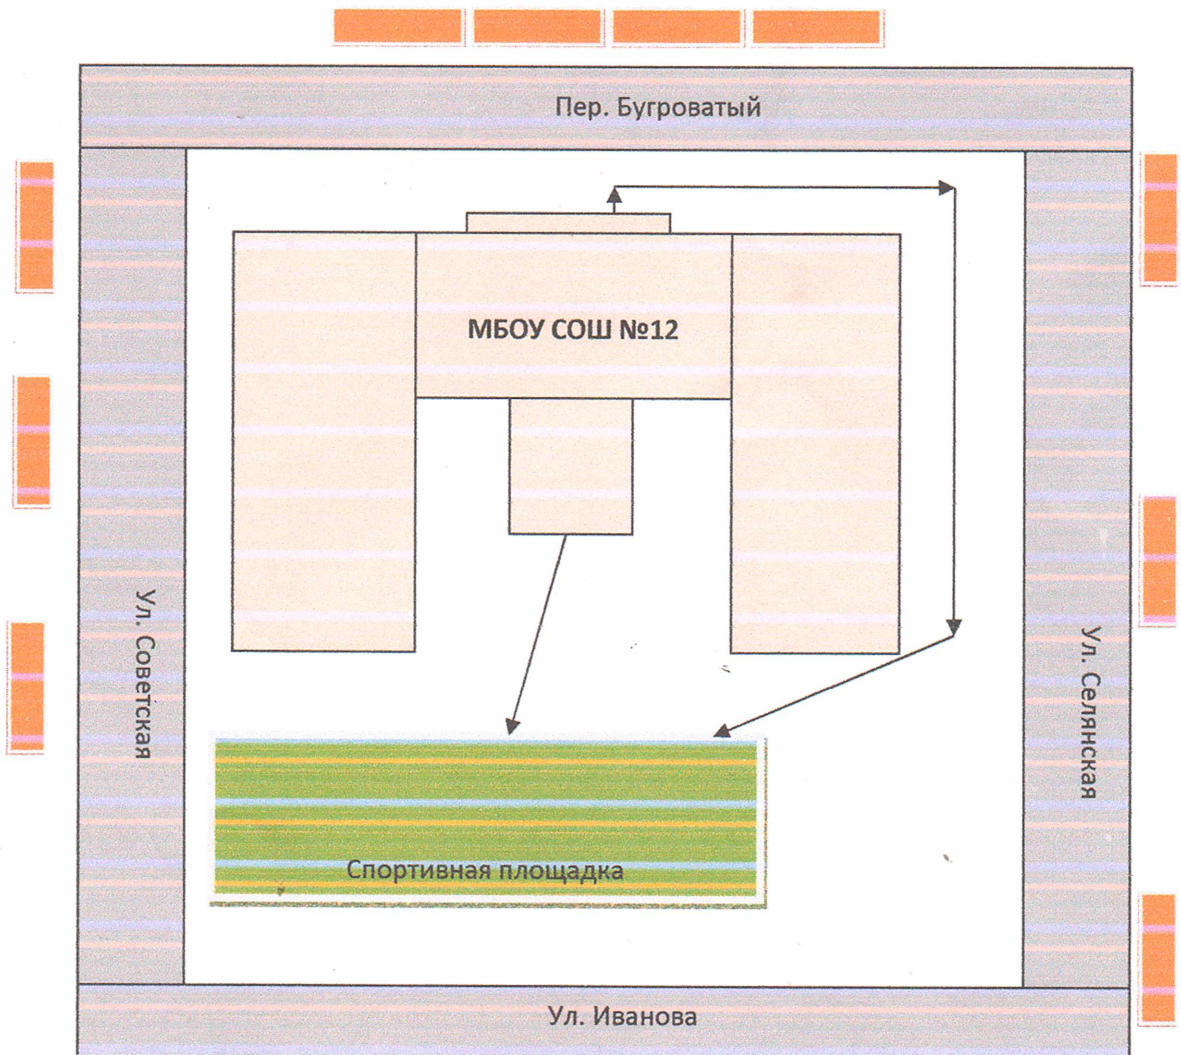 Пер. Бугроватый
МБОУ СОШ №12
Ул. Советская
Ул. Селянская
Спортивная площадка
Ул. Иванова